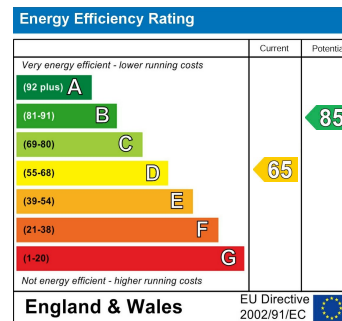 Energy Efficiency Rating
Current Potentia
Very energy efficient - lower running costs
(92 plus) A
(81-91) B
85
(69-80) C
(55-68) D
65
(39-54) E
(21-38) F
(1-20) G
Not energy efficient - higher running costs
England & Wales
EU Directive
2002/91/EC